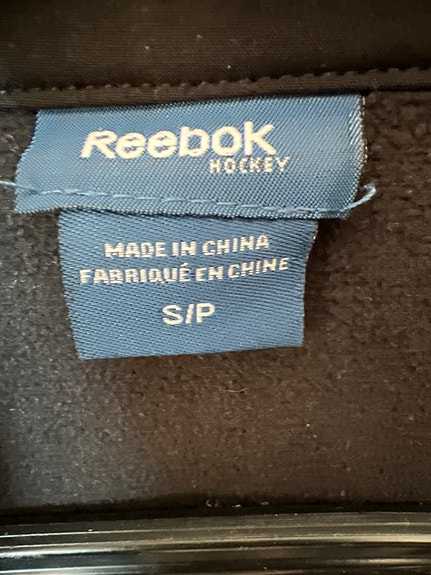 Reebok
HOCKEY
MADE IN CHINA
FABRIQUÉ EN CHINE
S/P